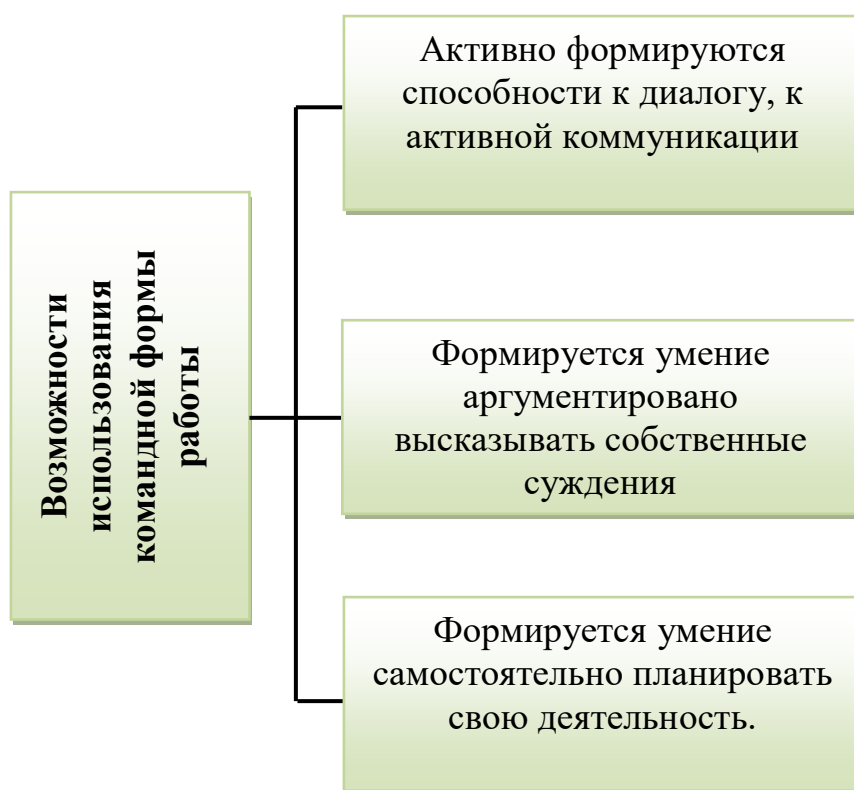 Возможности
использования
командной формы
работы
Активно формируются
способности к диалогу, к
активной коммуникации
Формируется умение
аргументировано
высказывать собственные
суждения
Формируется умение
самостоятельно планировать
свою деятельность.